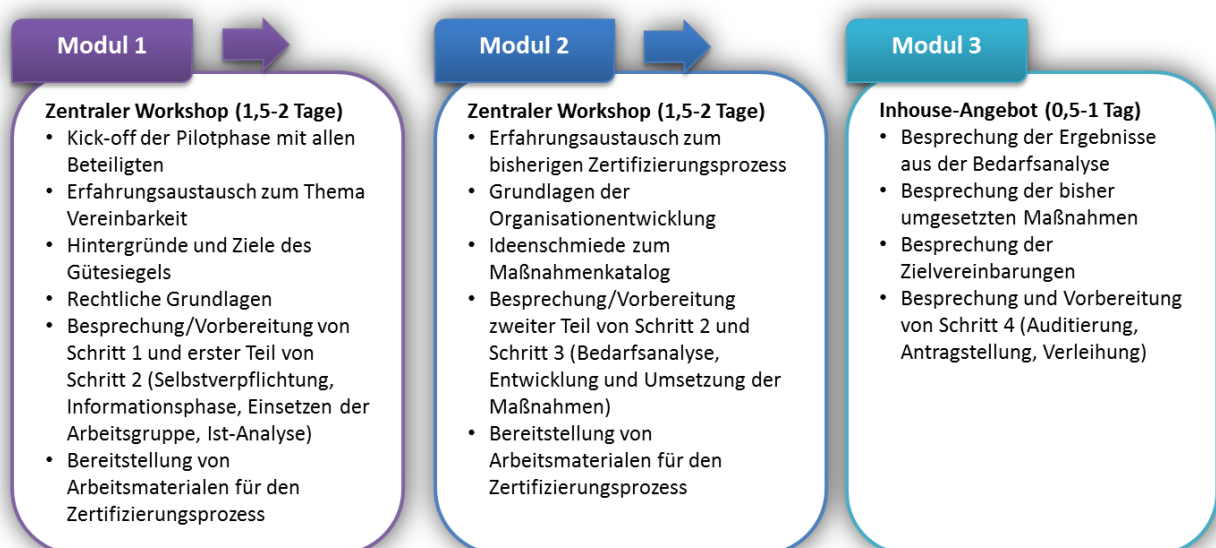 Modul 1
Zentraler Workshop (1,5-2 Tage)
• Kick-off der Pilotphase mit allen
Beteiligten
• Erfahrungsaustausch zum Thema
Vereinbarkeit
• Hintergründe und Ziele des
Gütesiegels
• Rechtliche Grundlagen
• Besprechung/Vorbereitung von
Schritt 1 und erster Teil von
Schritt 2 (Selbstverpflichtung,
Informationsphase, Einsetzen der
Arbeitsgruppe, Ist-Analyse)
• Bereitstellung von
Arbeitsmaterialen für den
Zertifizierungsprozess
Modul 2
Zentraler Workshop (1,5-2 Tage)
• Erfahrungsaustausch zum
bisherigen Zertifizierungsprozess
• Grundlagen der
Organisationentwicklung
• Ideenschmiede zum
Maßnahmenkatalog
• Besprechung/Vorbereitung
zweiter Teil von Schritt 2 und
Schritt 3 (Bedarfsanalyse,
Entwicklung und Umsetzung der
Maßnahmen)
• Bereitstellung von
Arbeitsmaterialen für den
Zertifizierungsprozess
Modul 3
Inhouse-Angebot (0,5-1 Tag)
• Besprechung der Ergebnisse
aus der Bedarfsanalyse
• Besprechung der bisher
umgesetzten Maßnahmen
• Besprechung der
Zielvereinbarungen
• Besprechung und Vorbereitung
von Schritt 4 (Auditierung,
Antragstellung, Verleihung)